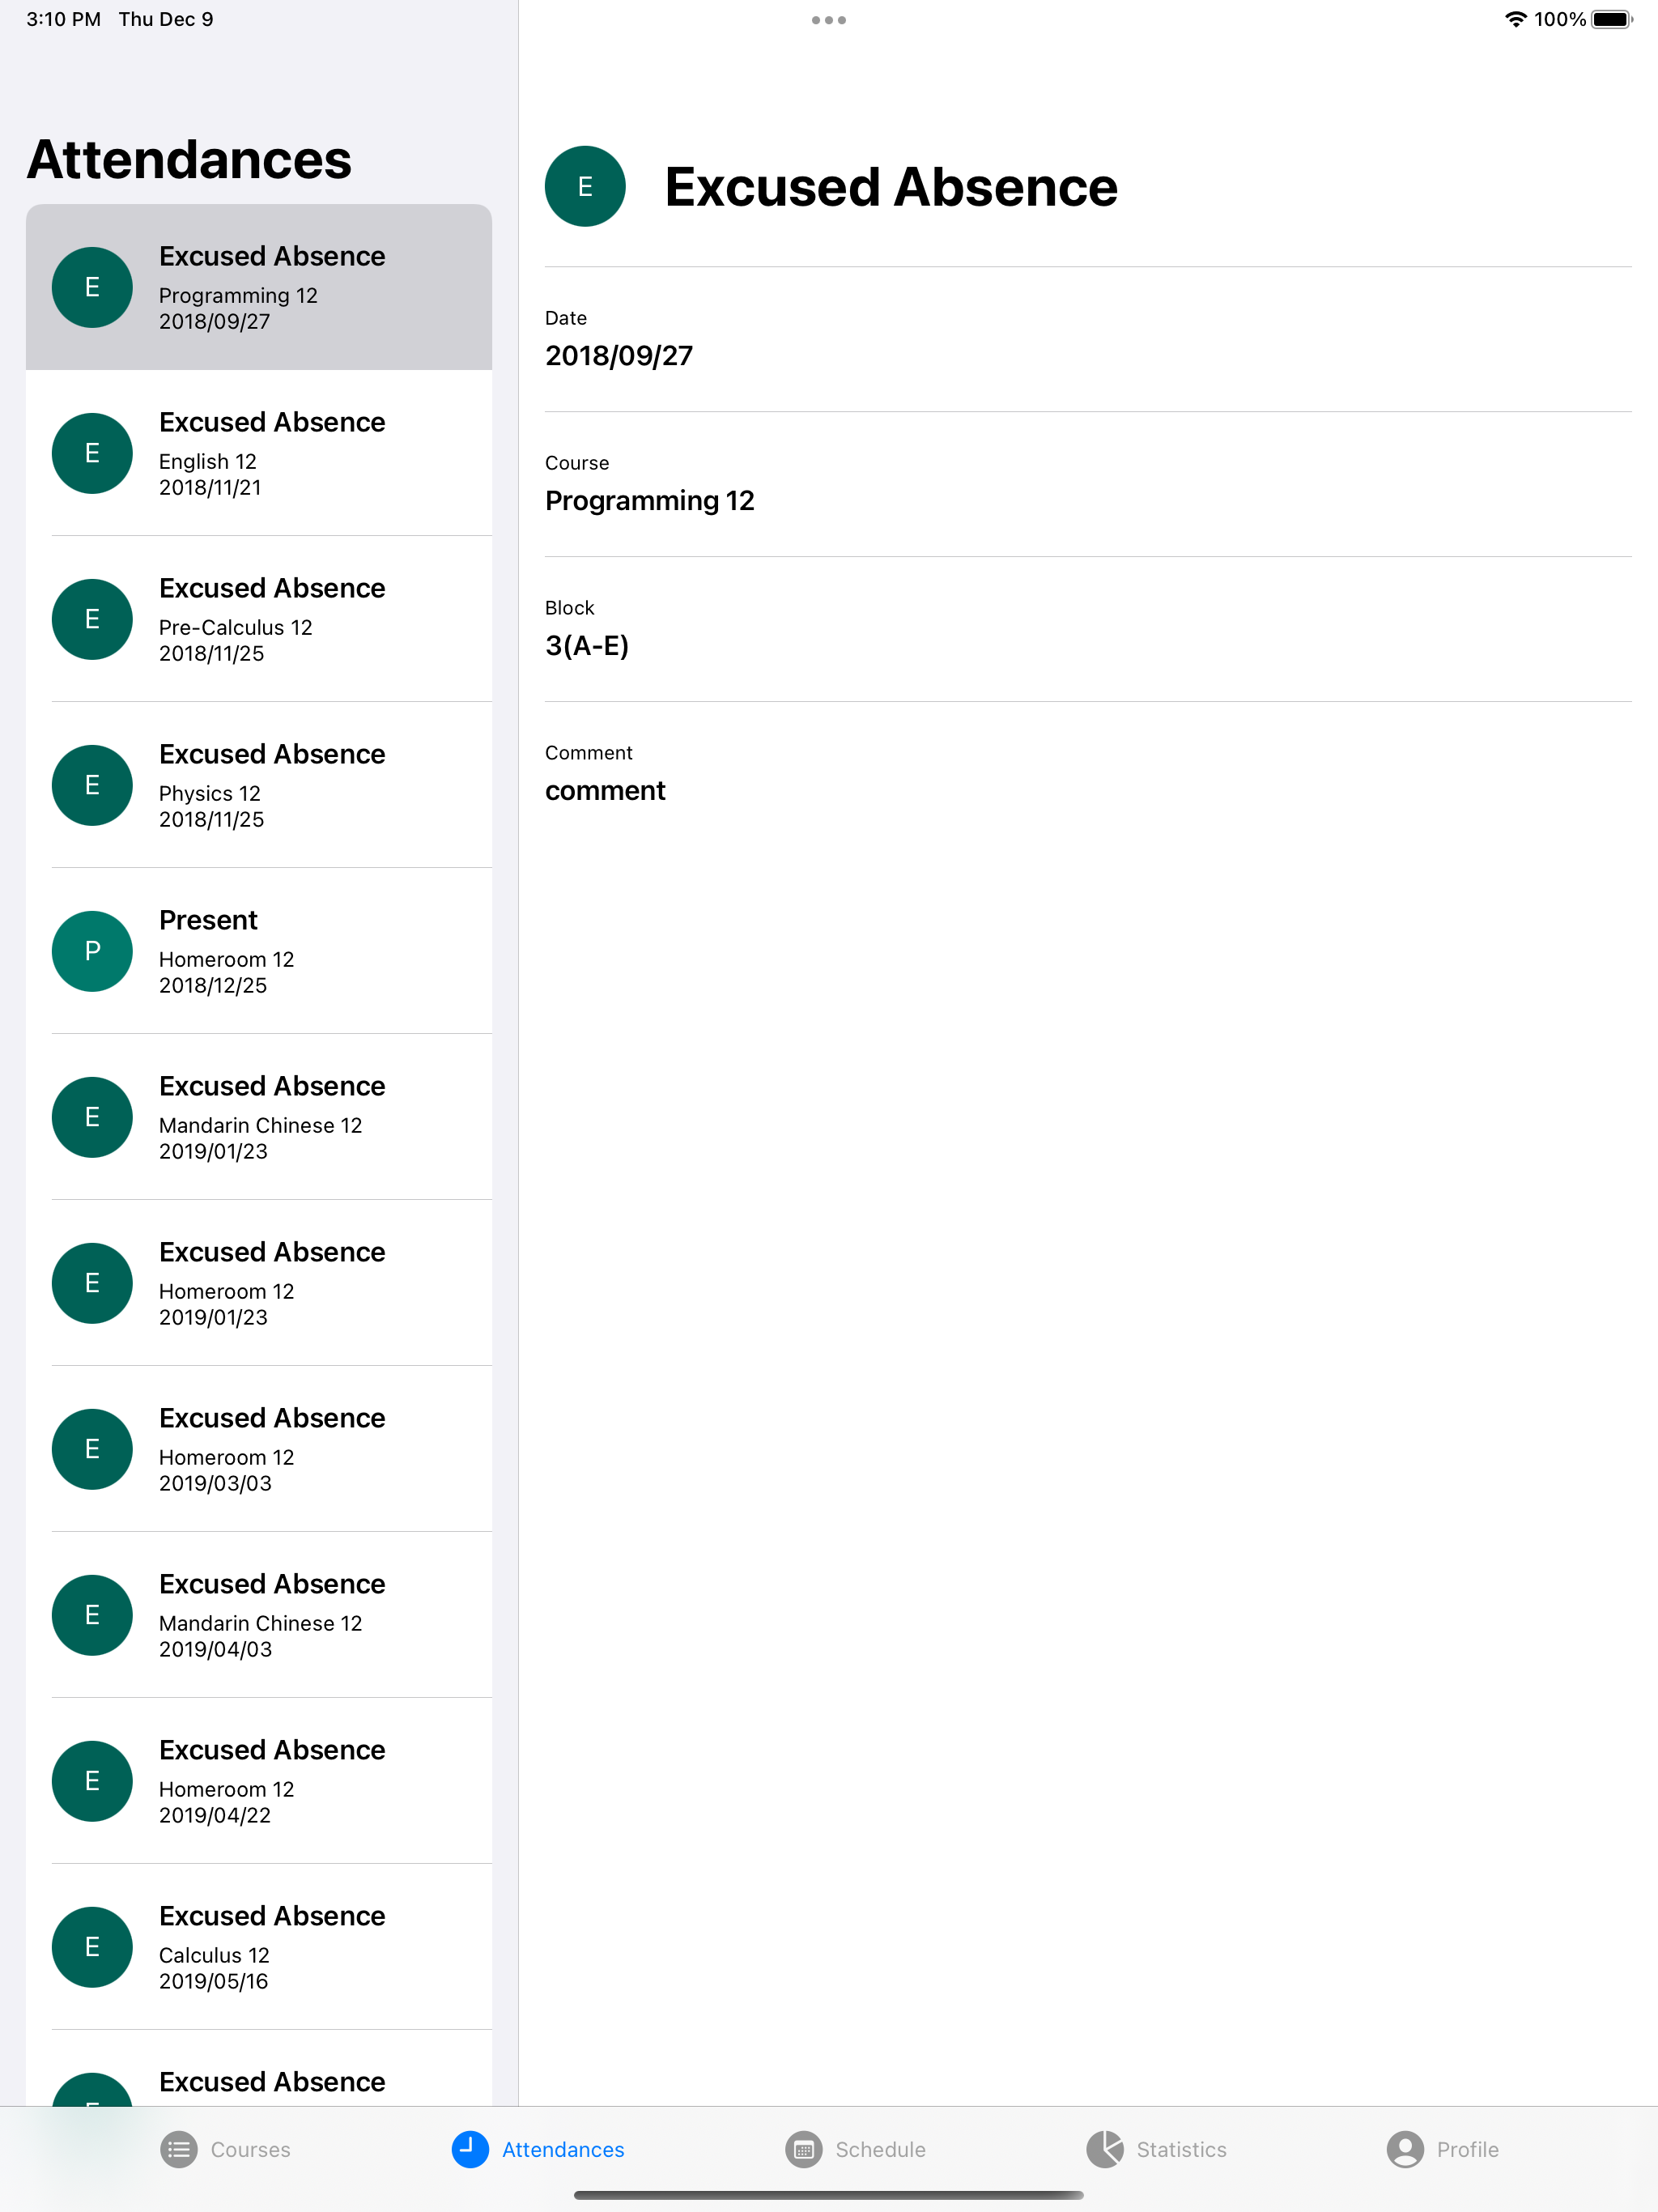 3:10 PM Thu Dec 9
100%
Attendances
E
Excused Absence
Programming 12
2018/09/27
E
Excused Absence
English 12
2018/11/21
E
Excused Absence
Pre-Calculus 12
2018/11/25
E
Excused Absence
Physics 12
2018/11/25
P
Present
Homeroom 12
2018/12/25
E
Excused Absence
Mandarin Chinese 12
2019/01/23
E
Excused Absence
Homeroom 12
2019/01/23
E
Excused Absence
Homeroom 12
2019/03/03
E
Excused Absence
Mandarin Chinese 12
2019/04/03
E
Excused Absence
Homeroom 12
2019/04/22
E
Excused Absence
Calculus 12
2019/05/16
Excused Absence
E
Excused Absence
Date
2018/09/27
Course
Programming 12
Block
3(A-E)
Comment
comment
Courses
Attendances
Schedule
Statistics
Profile